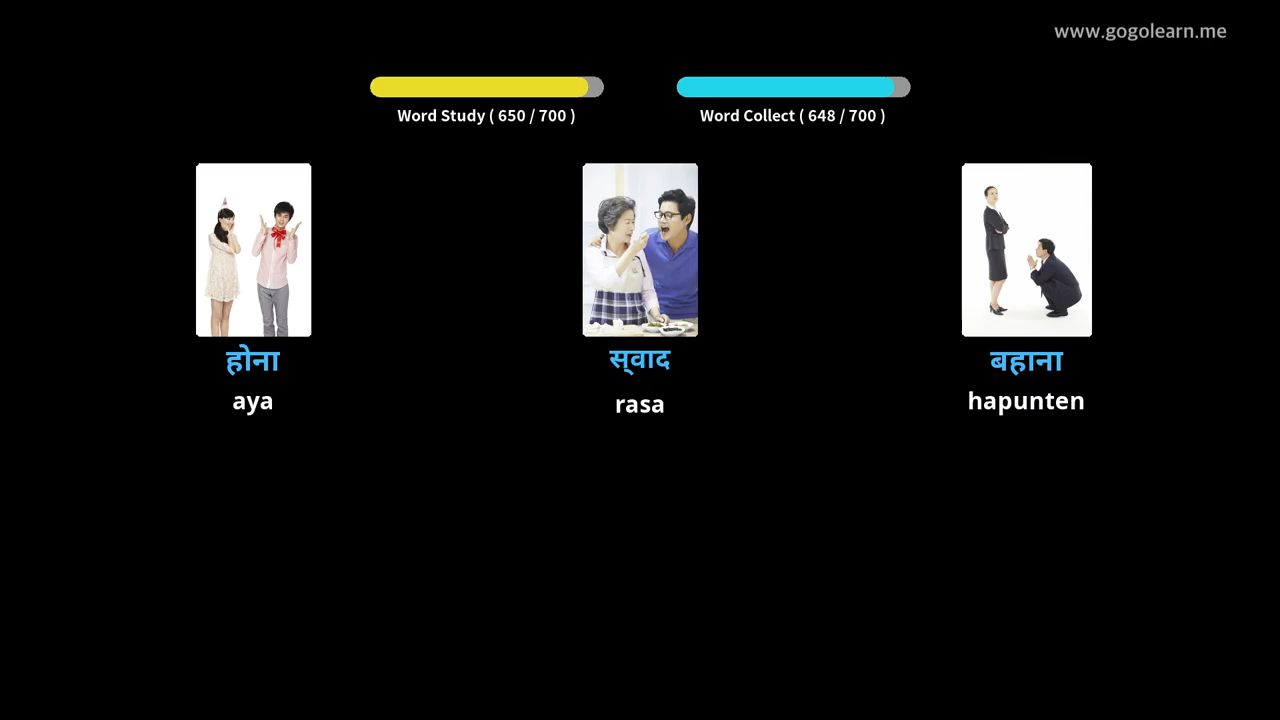 www.gogolearn.me
Word Study ( 650 / 700 )
Word Collect ( 648 / 700 )
होना
स्‌वाद
बहाना
aya
rasa
hapunten